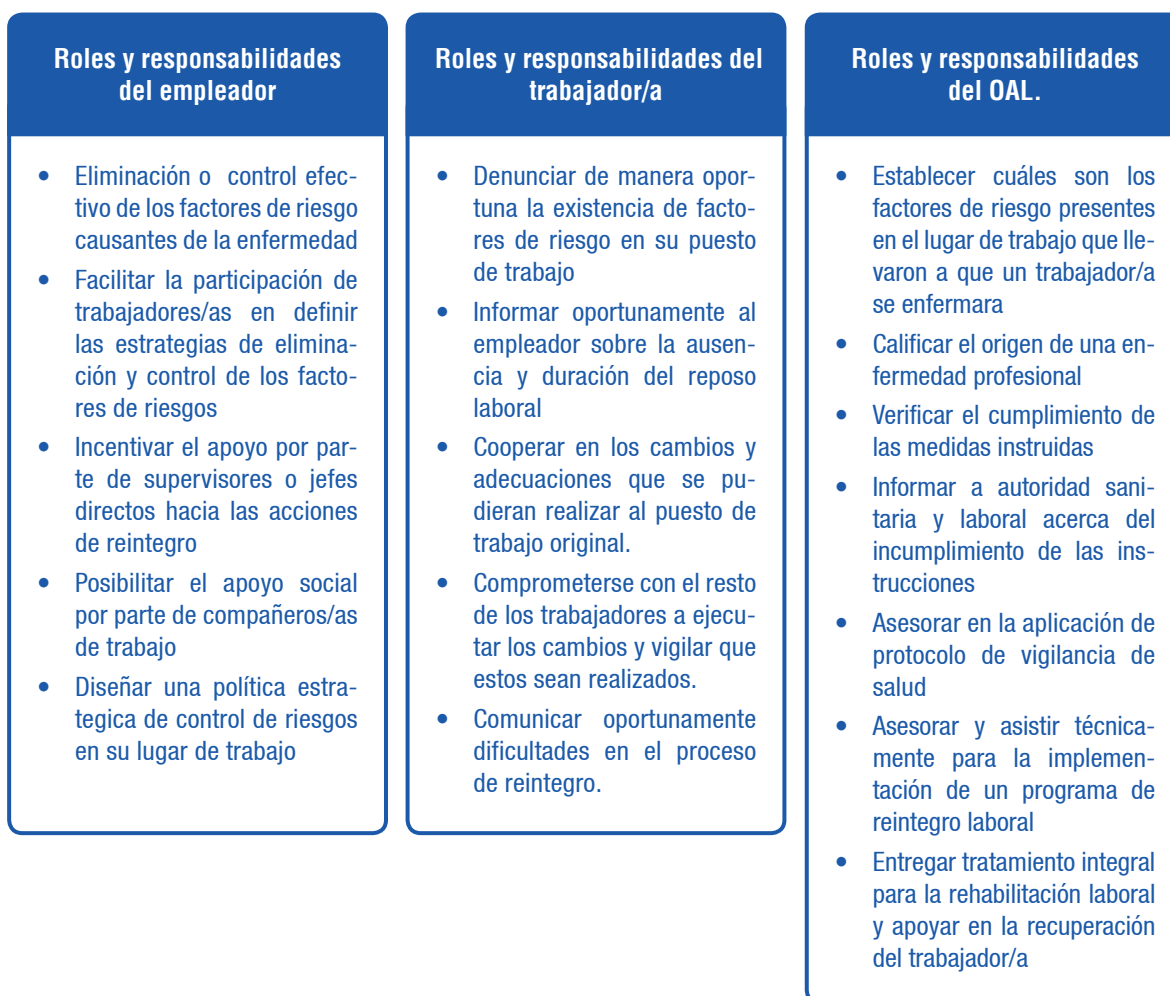 Roles y responsabilidades
del empleador
• Eliminación o control efec-
tivo de los factores de riesgo
causantes de la enfermedad
• Facilitar la participación de
trabajadores/as en definir
las estrategias de elimina-
ción y control de los facto-
res de riesgos
• Incentivar el apoyo por par-
te de supervisores o jefes
directos hacia las acciones
de reintegro
• Posibilitar el apoyo social
por parte de compañeros/as
de trabajo
• Diseñar una política estra-
tegica de control de riesgos
en su lugar de trabajo
Roles y responsabilidades del
trabajador/a
• Denunciar de manera opor-
tuna la existencia de facto-
res de riesgo en su puesto
de trabajo
• Informar oportunamente al
empleador sobre la ausen-
cia y duración del reposo
laboral
• Cooperar en los cambios y
adecuaciones que se pu-
dieran realizar al puesto de
trabajo original.
• Comprometerse con el resto
de los trabajadores a ejecu-
tar los cambios y vigilar que
estos sean realizados.
• Comunicar oportunamente
dificultades en el proceso
de reintegro.
Roles y responsabilidades
del OAL.
• Establecer cuáles son los
factores de riesgo presentes
en el lugar de trabajo que lle-
varon a que un trabajador/a
se enfermara
• Calificar el origen de una en-
fermedad profesional
• Verificar el cumplimiento de
las medidas instruidas
• Informar a autoridad sani-
taria y laboral acerca del
incumplimiento de las ins-
trucciones
• Asesorar en la aplicación de
protocolo de vigilancia de
salud
• Asesorar y asistir técnica-
mente para la implemen-
tación de un programa de
reintegro laboral
• Entregar tratamiento integral
para la rehabilitación laboral
y apoyar en la recuperación
del trabajador/a